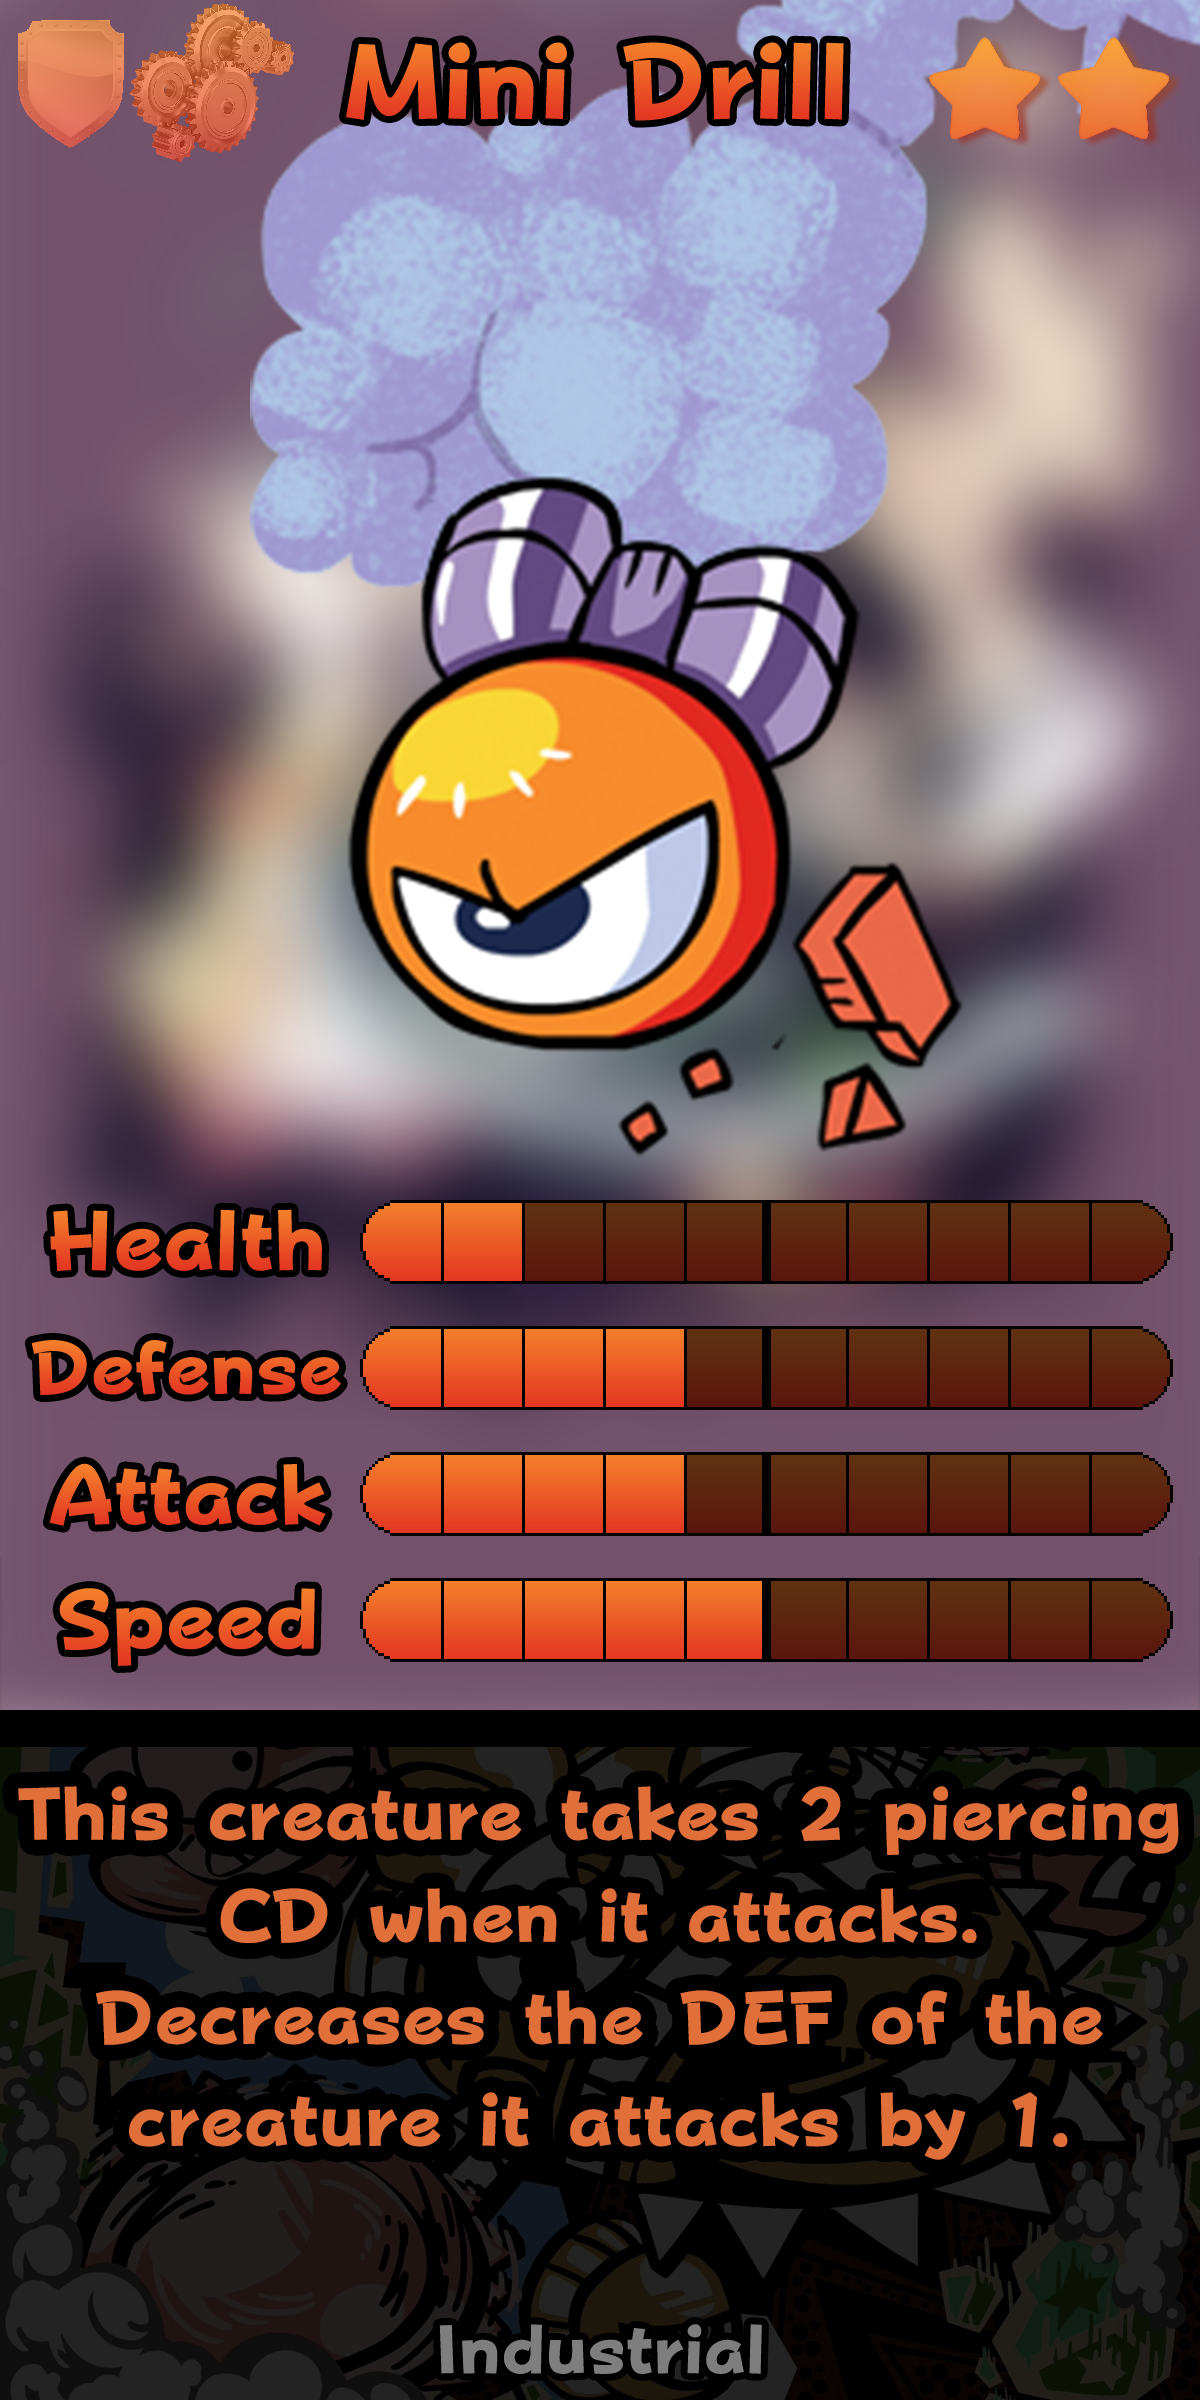 Mini Drill
Health
Defense
Attack
Speed
This creature takes 2 piercing
CD when it attacks.
Decreases the DEF of the
creature it attacks by 1.
Industrial